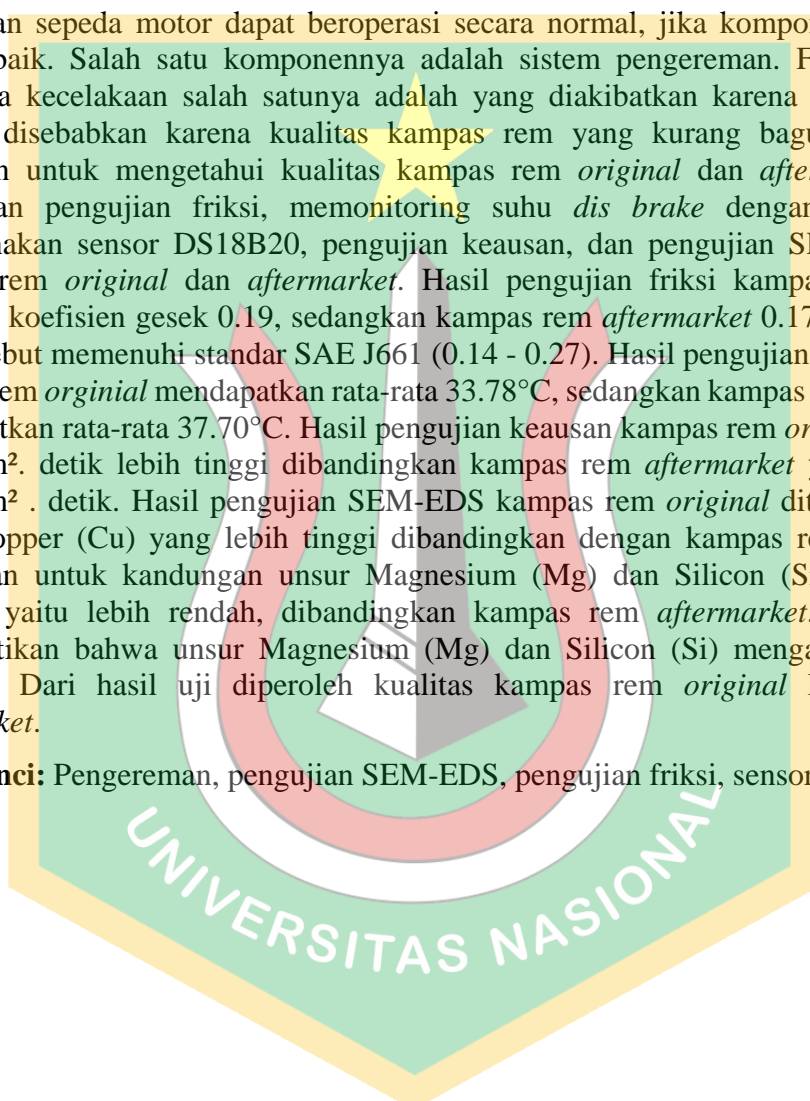 an sepeda motor dapat beroperasi secara normal, jika kompo
baik. Salah satu komponennya adalah sistem pengereman. F
a kecelakaan salah satunya adalah yang diakibatkan karena
disebabkan karena kualitas kampas rem yang kurang bagu
n untuk mengetahui kualitas kampas rem original dan afte
an pengujian friksi, memonitoring suhu dis brake dengan
nakan sensor DS18B20, pengujian keausan, dan pengujian S
rem original dan aftermarket. Hasil pengujian friksi kampa
koefisien gesek 0.19, sedangkan kampas rem aftermarket 0.17
ebut memenuhi standar SAE J661 (0.14 - 0.27). Hasil pengujian
em orginial mendapatkan rata-rata 33.78°C, sedangkan kampas
tkan rata-rata 37.70°C. Hasil pengujian keausan kampas rem or
m². detik lebih tinggi dibandingkan kampas rem aftermarket
m² . detik. Hasil pengujian SEM-EDS kampas rem original dit
opper (Cu) yang lebih tinggi dibandingkan dengan kampas r
an untuk kandungan unsur Magnesium (Mg) dan Silicon (S
yaitu lebih rendah, dibandingkan kampas rem aftermarket.
tikan bahwa unsur Magnesium (Mg) dan Silicon (Si) menga
Dari hasil uji diperoleh kualitas kampas rem original
ket.
nci: Pengereman, pengujian SEM-EDS, pengujian friksi, sensor
UNIVERSITAS NASIONAL